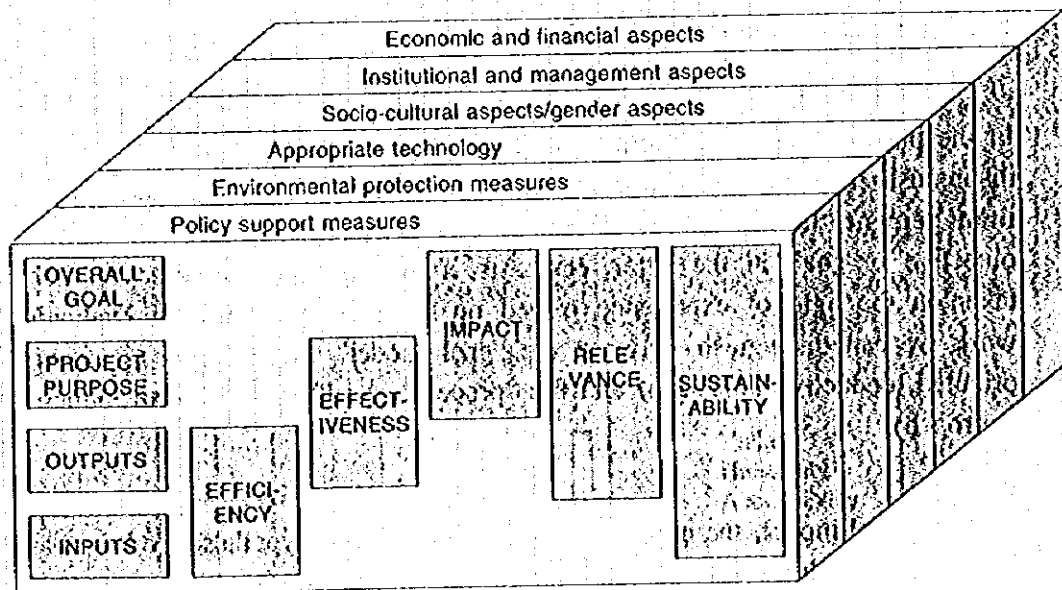 Economic and financial aspects
Institutional and management aspects
Socio-cultural aspects/gender aspects
Appropriate technology
Environmental protection measures
Policy support measures
OVERALL
GOAL
PROJECT
PURPOSE
OUTPUTS
INPUTS
EFFICI-
ENCY
EFFECT-
IVENESS
IMPACT
RELE-
VANCE
SUSTAIN-
ABILITY